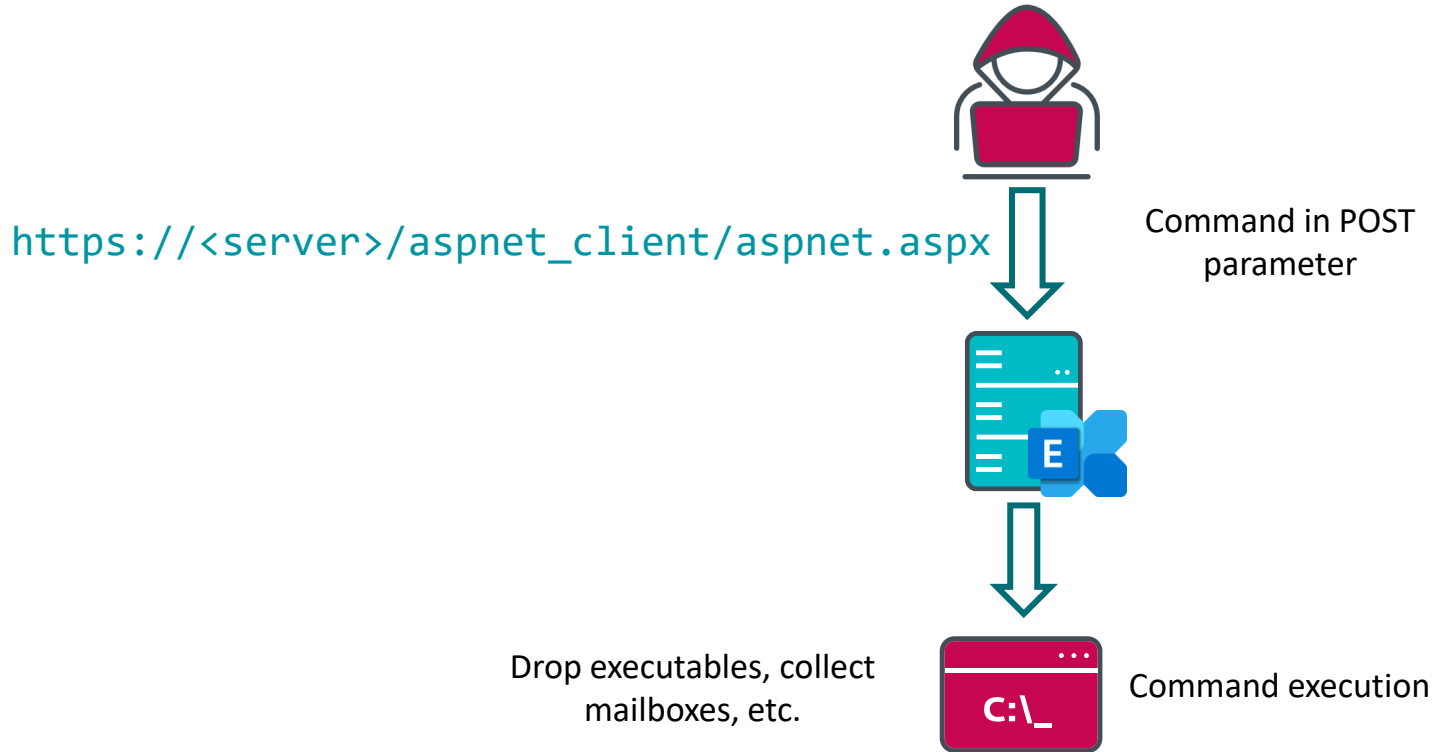 https://<server>/aspnet_client/aspnet.aspx
Command in POST
parameter
E
Drop executables, collect
mailboxes, etc.
C:\_
Command execution